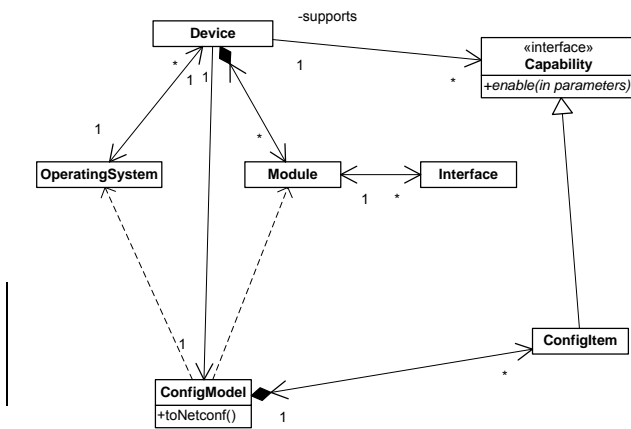 -supports
Device
1
*
«interface»
Capability
+enable(in parameters)
*
1
1
1
*
OperatingSystem
Module
Interface
1
*
1
ConfigItem
*
ConfigModel
+toNetconf()
1